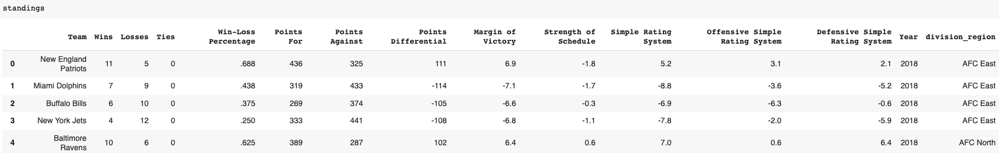 standings
Team Wins Losses Ties Win-Loss Percentage Points For Points Against Points Differential Margin of Victory Strength of Schedule Simple Rating System Offensive Simple Rating System Defensive Simple Rating System Year division_region
0 New England Patriots 11 5 0 .688 436 325 111 6.9 -1.8 5.2 3.1 2.1 2018 AFC East
1 Miami Dolphins 7 9 0 .438 319 433 -114 -7.1 -1.7 -8.8 -3.6 -5.2 2018 AFC East
2 Buffalo Bills 6 10 0 .375 269 374 -105 -6.6 -0.3 -6.9 -6.3 -0.6 2018 AFC East
3 New York Jets 4 12 0 .250 333 441 -108 -6.8 -1.1 -7.8 -2.0 -5.9 2018 AFC East
4 Baltimore Ravens 10 6 0 .625 389 287 102 6.4 0.6 7.0 0.6 6.4 2018 AFC North